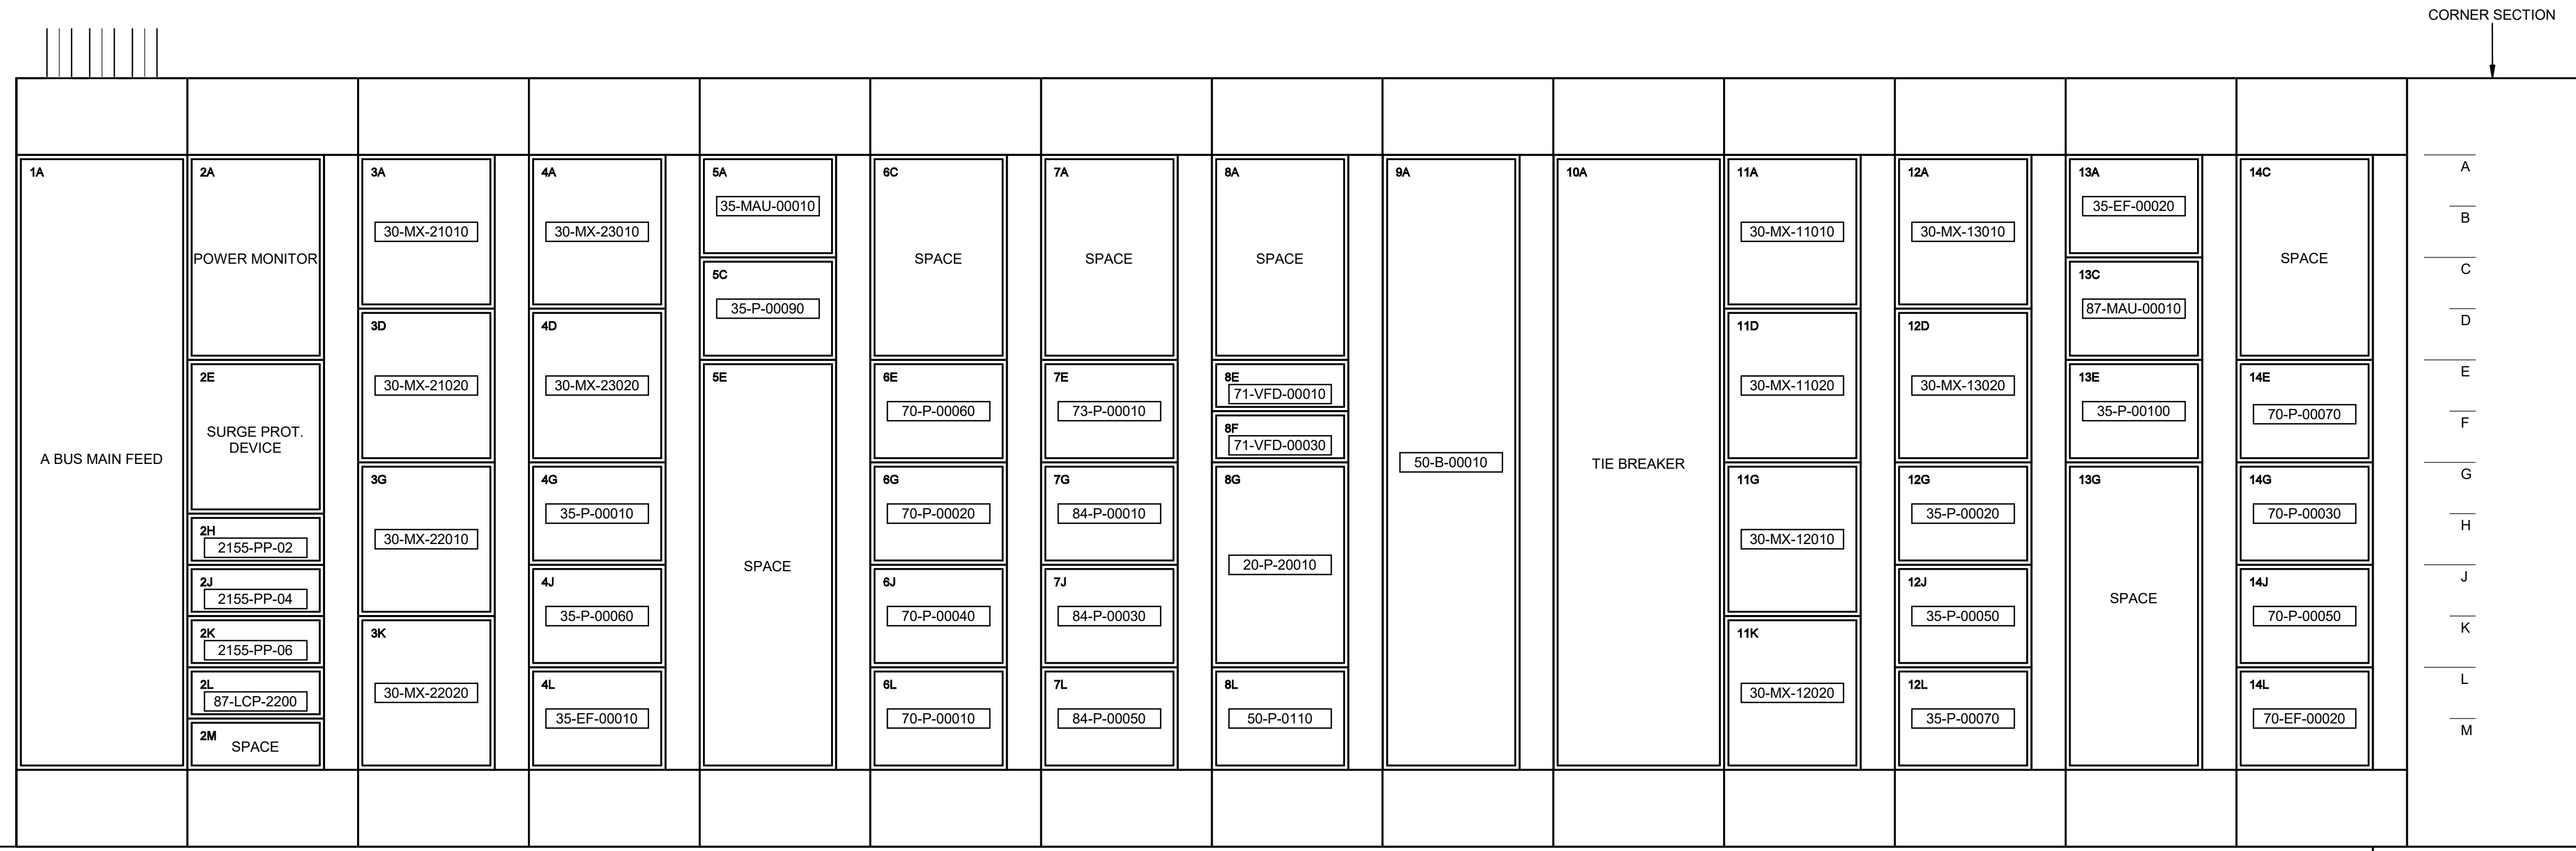 CORNER SECTION
1A
A BUS MAIN FEED
2A
POWER MONITOR
2E
SURGE PROT.
DEVICE
2H
2155-PP-02
2J
2155-PP-04
2K
2155-PP-06
2L
87-LCP-2200
2M
SPACE
3A
30-MX-21010
3D
30-MX-21020
3G
30-MX-22010
3K
30-MX-22020
4A
30-MX-23010
4D
30-MX-23020
4G
35-P-00010
4J
35-P-00060
4L
35-EF-00010
5A
35-MAU-00010
5C
35-P-00090
5E
SPACE
6C
SPACE
6E
70-P-00060
6G
70-P-00020
6J
70-P-00040
6L
70-P-00010
7A
SPACE
7E
73-P-00010
7G
84-P-00010
7J
84-P-00030
7L
84-P-00050
8A
SPACE
8E
71-VFD-00010
8F
71-VFD-00030
8G
20-P-20010
8L
50-P-0110
9A
50-B-00010
10A
TIE BREAKER
11A
30-MX-11010
11D
30-MX-11020
11G
30-MX-12010
11K
30-MX-12020
12A
30-MX-13010
12D
30-MX-13020
12G
35-P-00020
12J
35-P-00050
12L
35-P-00070
13A
35-EF-00020
13C
87-MAU-00010
13E
35-P-00100
13G
SPACE
14C
SPACE
14E
70-P-00070
14G
70-P-00030
14J
70-P-00050
14L
70-EF-00020
A
B
C
D
E
F
G
H
J
K
L
M